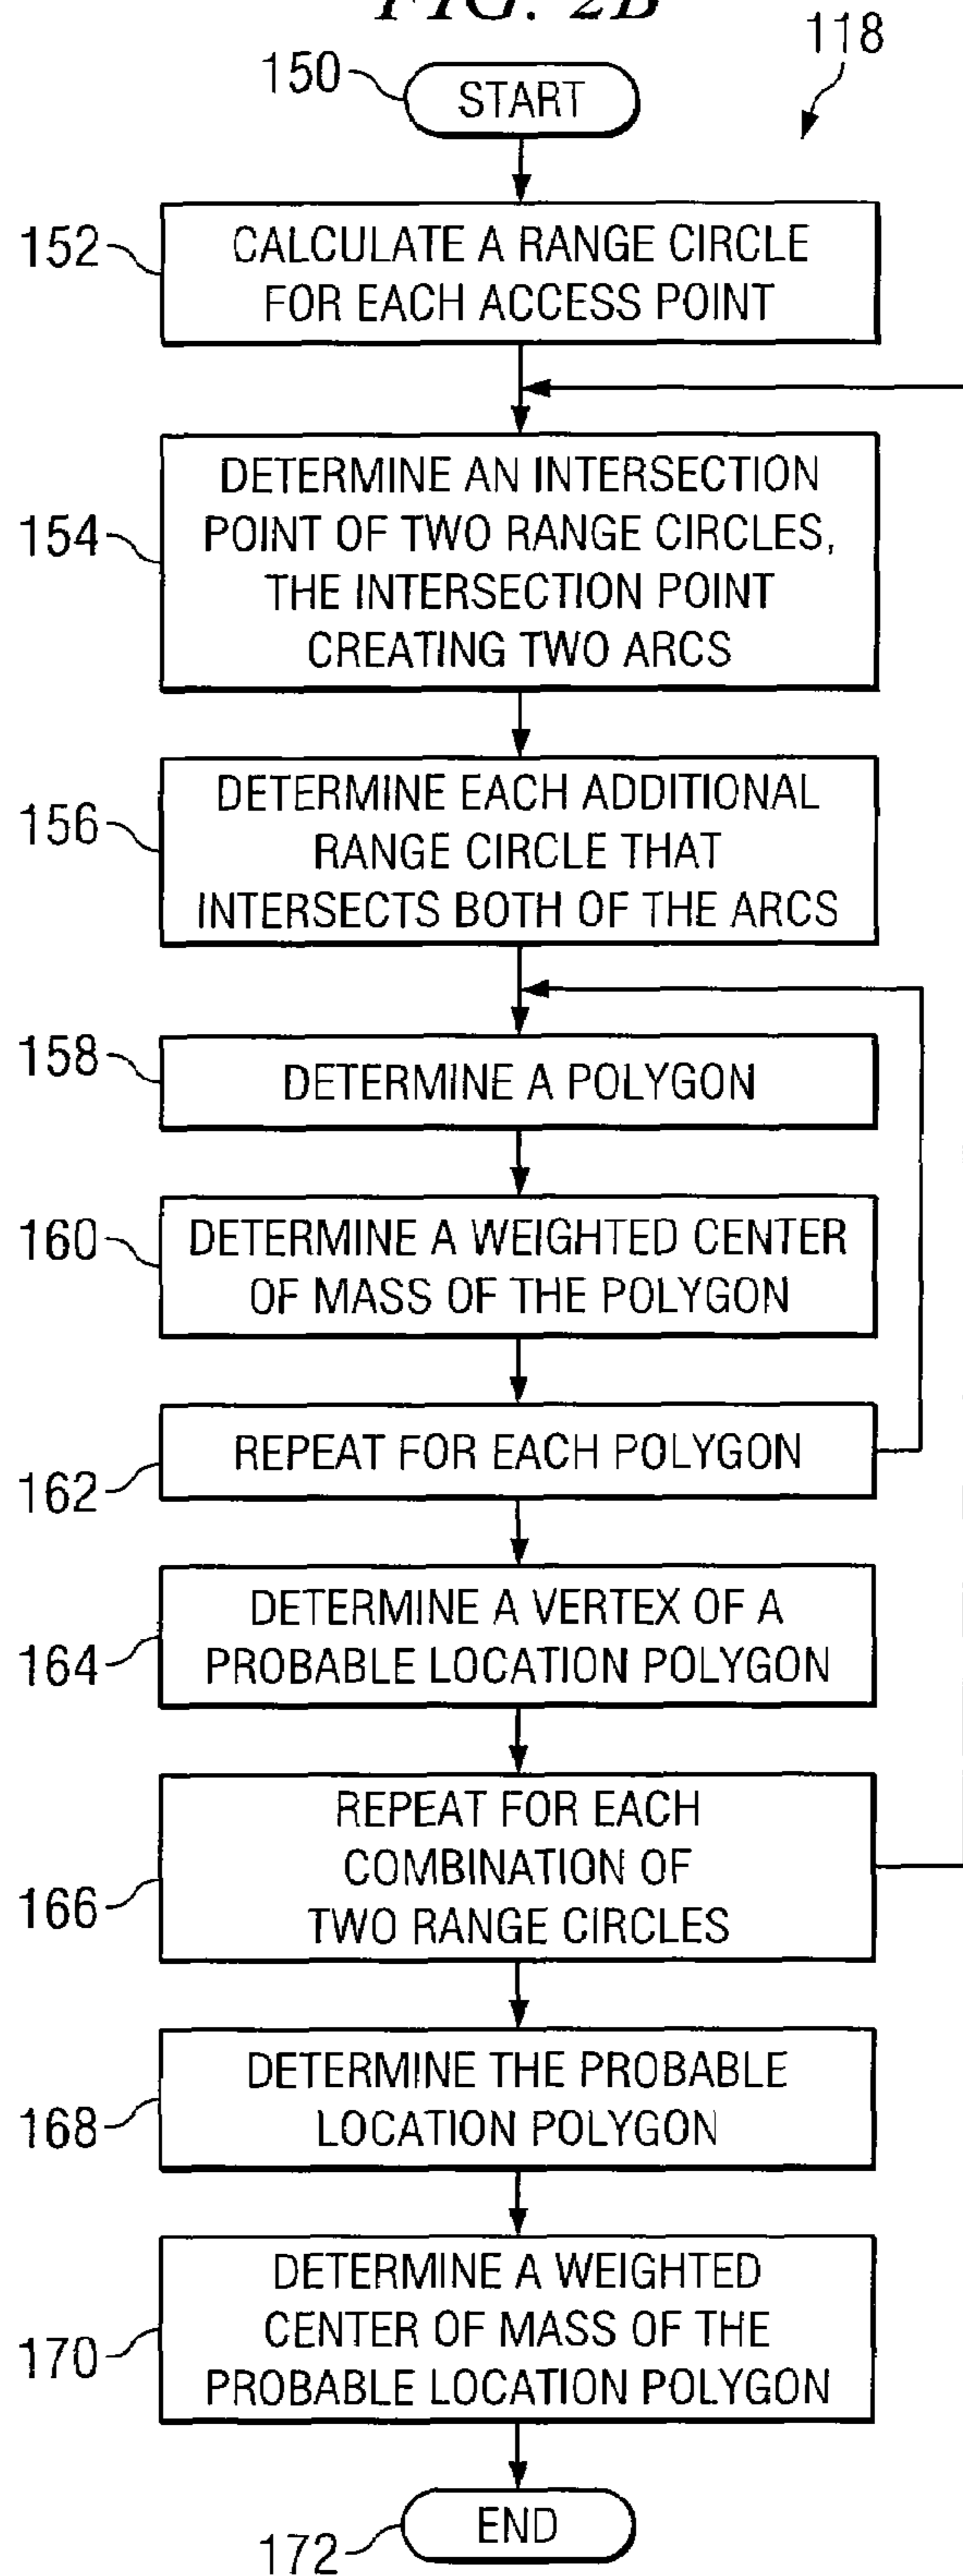 FIG. 2B
118
150
START
152
CALCULATE A RANGE CIRCLE
FOR EACH ACCESS POINT
154
DETERMINE AN INTERSECTION
POINT OF TWO RANGE CIRCLES,
THE INTERSECTION POINT
CREATING TWO ARCS
156
DETERMINE EACH ADDITIONAL
RANGE CIRCLE THAT
INTERSECTS BOTH OF THE ARCS
158
DETERMINE A POLYGON
160
DETERMINE A WEIGHTED CENTER
OF MASS OF THE POLYGON
162
REPEAT FOR EACH POLYGON
164
DETERMINE A VERTEX OF A
PROBABLE LOCATION POLYGON
166
REPEAT FOR EACH
COMBINATION OF
TWO RANGE CIRCLES
168
DETERMINE THE PROBABLE
LOCATION POLYGON
170
DETERMINE A WEIGHTED
CENTER OF MASS OF THE
PROBABLE LOCATION POLYGON
172
END